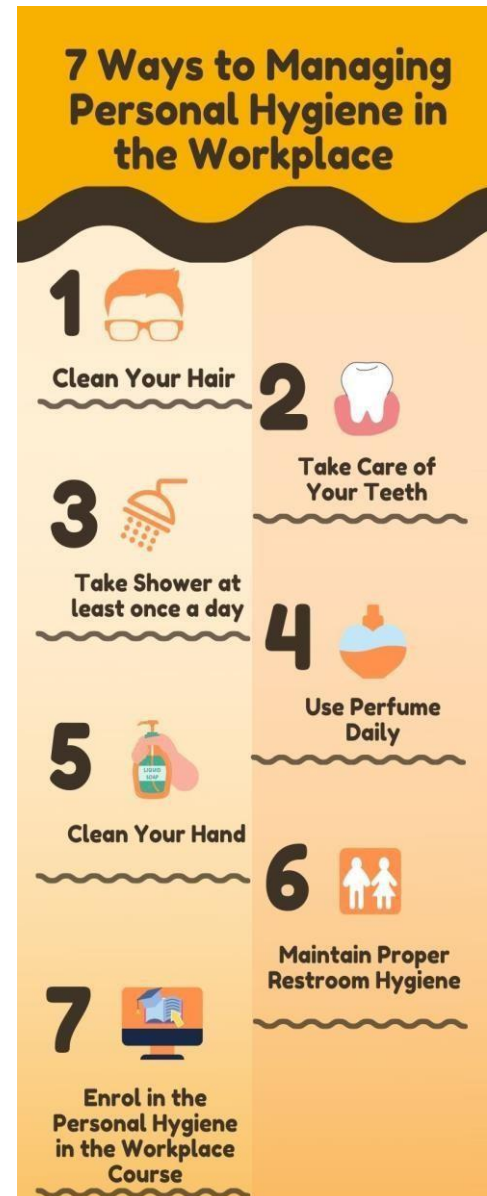 7 Ways to Managing
Personal Hygiene in
the Workplace
1
Clean Your Hair
2
Take Care of
Your Teeth
3
Take Shower at
least once a day
4
Use Perfume
Daily
5
LIQUID
SOAP
Clean Your Hand
6
Maintain Proper
Restroom Hygiene
7
Enrol in the
Personal Hygiene
in the Workplace
Course